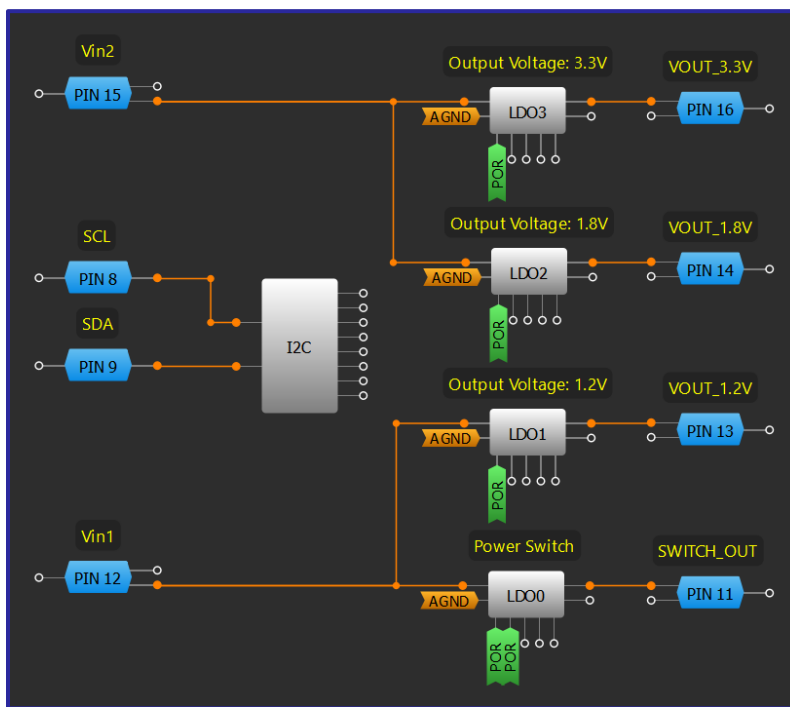 Vin2
PIN 15
Output Voltage: 3.3V
LDO3
AGND
POR
VOUT_3.3V
PIN 16
Output Voltage: 1.8V
LDO2
AGND
POR
VOUT_1.8V
PIN 14
SCL
PIN 8
SDA
PIN 9
I2C
Output Voltage: 1.2V
LDO1
AGND
POR
VOUT_1.2V
PIN 13
Vin1
PIN 12
Power Switch
LDO0
AGND
POR
POR
SWITCH_OUT
PIN 11